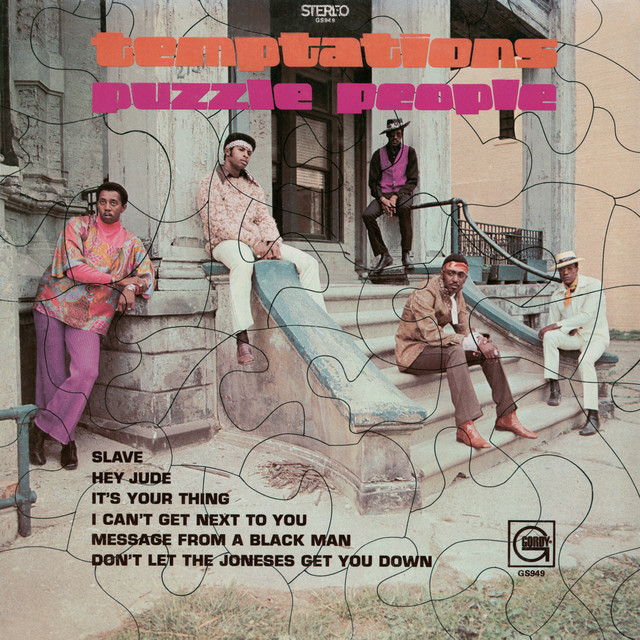 STEREO
GS949
temptations
puzzle people
SLAVE
HEY JUDE
IT'S YOUR THING
I CAN'T GET NEXT TO YOU
MESSAGE FROM A BLACK MAN
DON'T LET THE JONESES GET YOU DOWN
GORDY
GS949